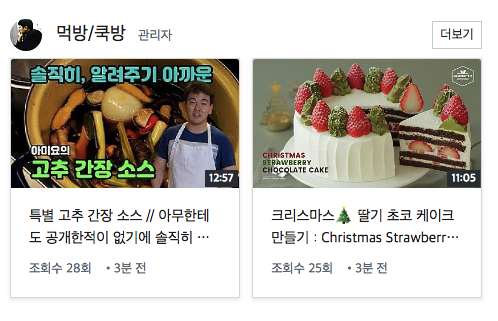 먹방/쿡방 관리자 더보기
솔직히, 알려주기 아까운
아미요의
고추 간장 소스
12:57
CHRISTMAS
STRAWBERRY
CHOCOLATE CAKE
11:05
특별 고추 간장 소스 // 아무한테
도 공개한적이 없기에 솔직히 …
조회수 28회 • 3분 전
크리스마스🎄 딸기 초코 케이크
만들기 : Christmas Strawberr…
조회수 25회 • 3분 전